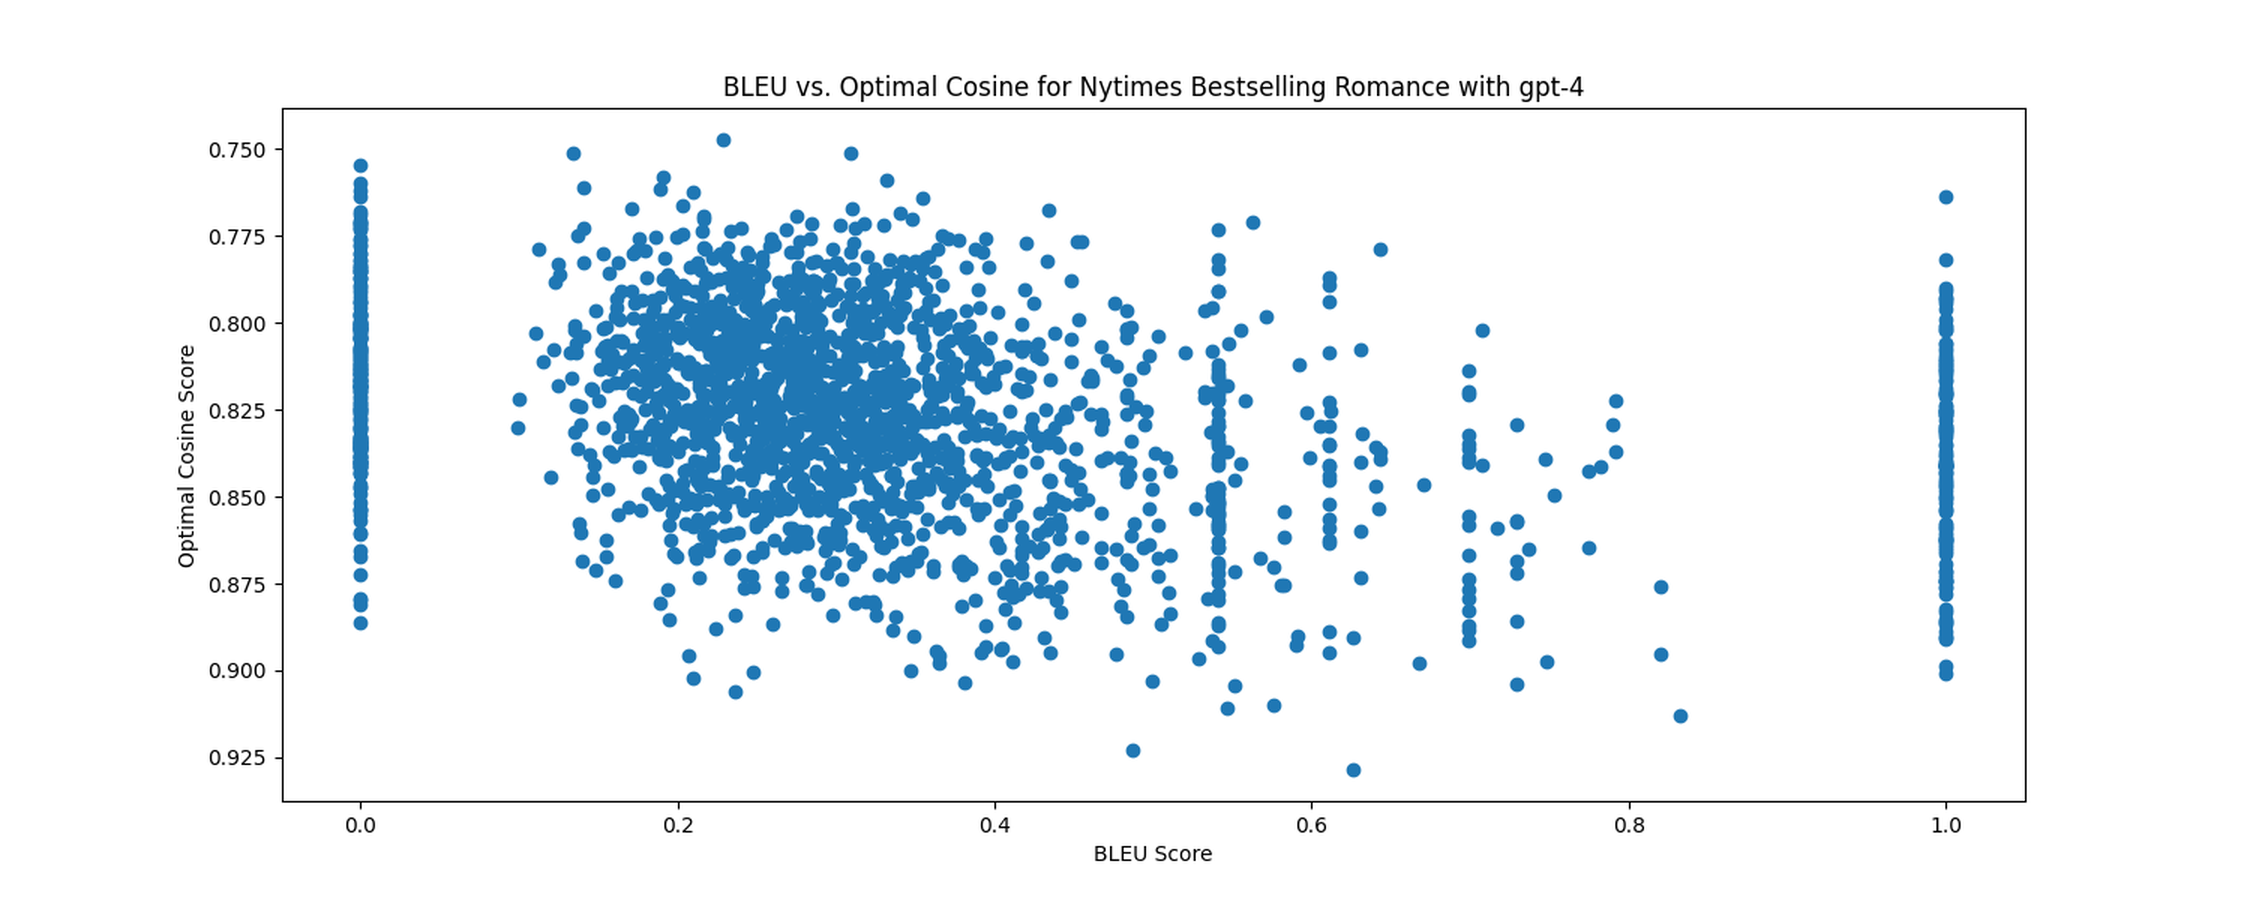 BLEU vs. Optimal Cosine for Nytimes Bestselling Romance with gpt-4
0.750
0.775
0.800
0.825
0.850
0.875
0.900
0.925
Optimal Cosine Score
0.0 0.2 0.4 0.6 0.8 1.0
BLEU Score